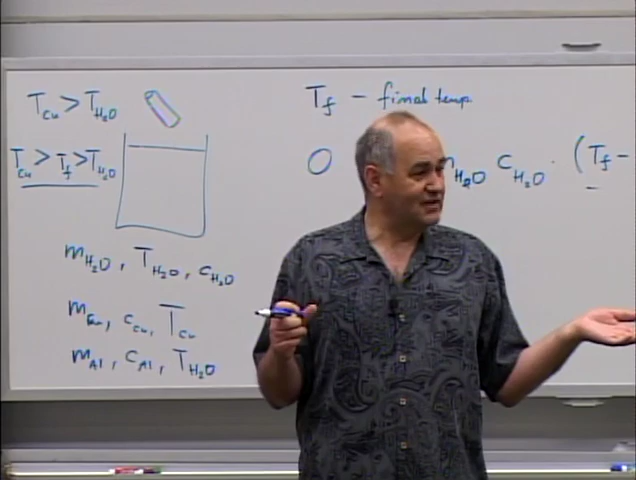 T_Cu > T_H2O
T_Cu > T_f > T_H2O
m_H2O , T_H2O , c_H2O
m_Cu , c_Cu , T_Cu
m_Al , c_Al , T_H2O
T_f - final temp.
0 m_H2O c_H2O · (T_f -